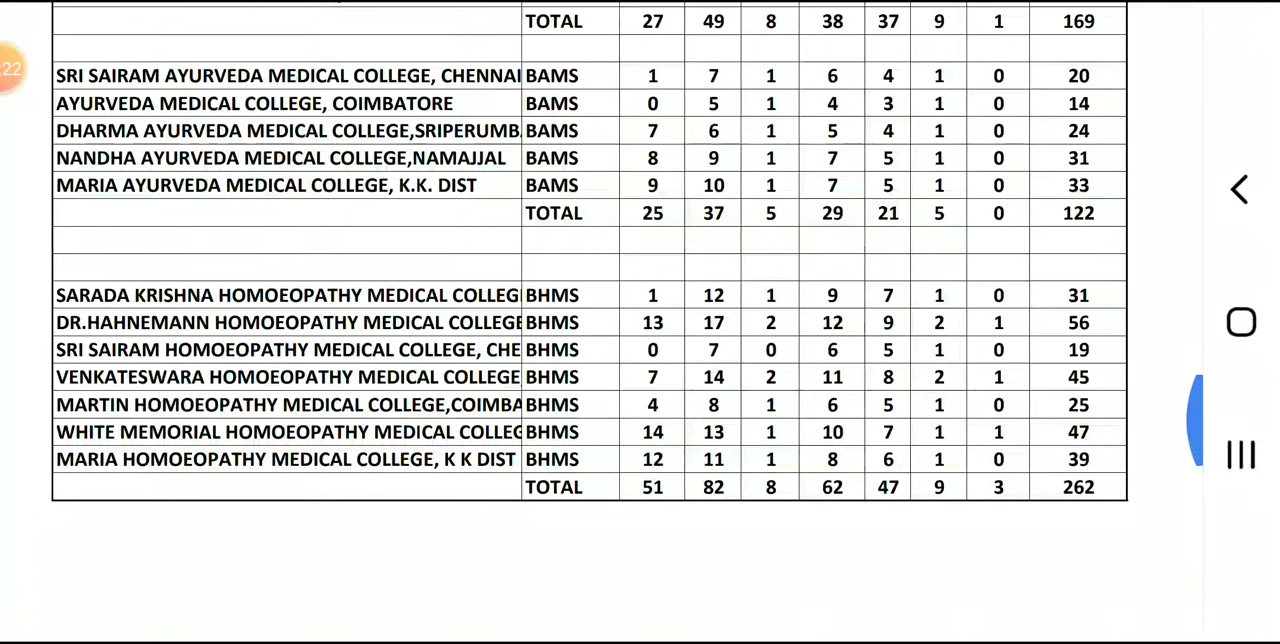 TOTAL 27 49 8 38 37 9 1 169
:22
SRI SAIRAM AYURVEDA MEDICAL COLLEGE, CHENNAI BAMS 1 7 1 6 4 1 0 20
AYURVEDA MEDICAL COLLEGE, COIMBATORE BAMS 0 5 1 4 3 1 0 14
DHARMA AYURVEDA MEDICAL COLLEGE,SRIPERUMB BAMS 7 6 1 5 4 1 0 24
NANDHA AYURVEDA MEDICAL COLLEGE,NAMAJJAL BAMS 8 9 1 7 5 1 0 31
MARIA AYURVEDA MEDICAL COLLEGE, K.K. DIST BAMS 9 10 1 7 5 1 0 33
TOTAL 25 37 5 29 21 5 0 122
SARADA KRISHNA HOMOEOPATHY MEDICAL COLLEG BHMS 1 12 1 9 7 1 0 31
DR.HAHNEMANN HOMOEOPATHY MEDICAL COLLEGE BHMS 13 17 2 12 9 2 1 56
SRI SAIRAM HOMOEOPATHY MEDICAL COLLEGE, CHE BHMS 0 7 0 6 5 1 0 19
VENKATESWARA HOMOEOPATHY MEDICAL COLLEGE BHMS 7 14 2 11 8 2 1 45
MARTIN HOMOEOPATHY MEDICAL COLLEGE,COIMBA BHMS 4 8 1 6 5 1 0 25
WHITE MEMORIAL HOMOEOPATHY MEDICAL COLLEG BHMS 14 13 1 10 7 1 1 47
MARIA HOMOEOPATHY MEDICAL COLLEGE, K K DIST BHMS 12 11 1 8 6 1 0 39
TOTAL 51 82 8 62 47 9 3 262